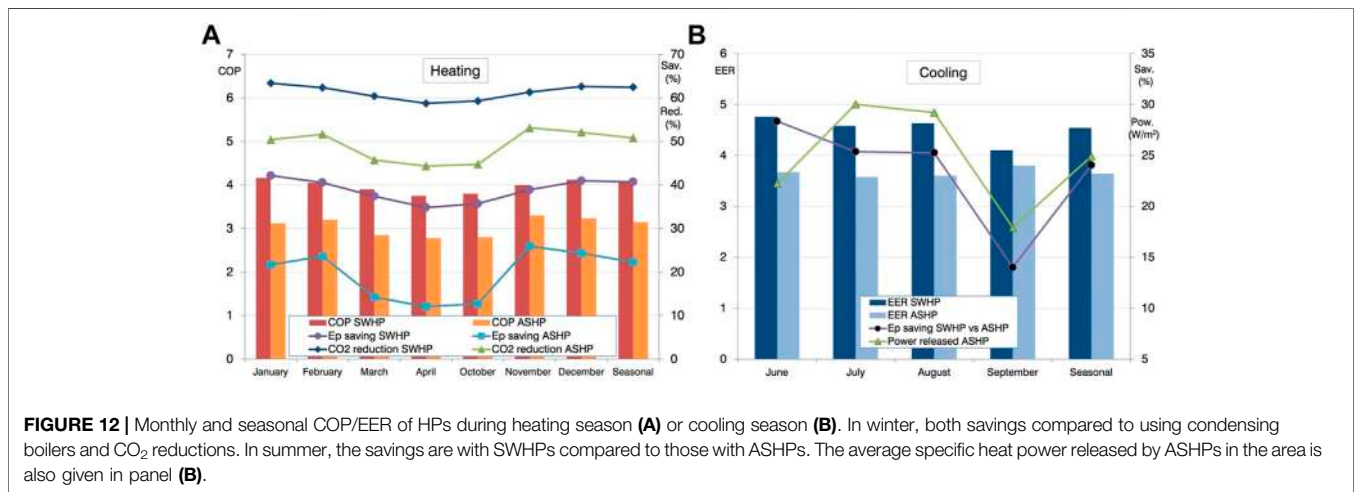 A
7
COP
6
5
4
3
2
1
0
Heating
70
Sav.
(%)
60
Red.
(%)
50
40
30
20
10
0
COP SWHP
COP ASHP
Ep saving SWHP
Ep saving ASHP
CO2 reduction SWHP
CO2 reduction ASHP
January February March April October November December Seasonal
B
6
EER
5
4
3
2
1
0
Cooling
35
Sav.
(%)
30
Pow.
(W/m²)
25
20
15
10
5
EER SWHP
EER ASHP
Ep saving SWHP vs ASHP
Power released ASHP
June July August September Seasonal
FIGURE 12 | Monthly and seasonal COP/EER of HPs during heating season (A) or cooling season (B). In winter, both savings compared to using condensing
boilers and CO₂ reductions. In summer, the savings are with SWHPs compared to those with ASHPs. The average specific heat power released by ASHPs in the area is
also given in panel (B).